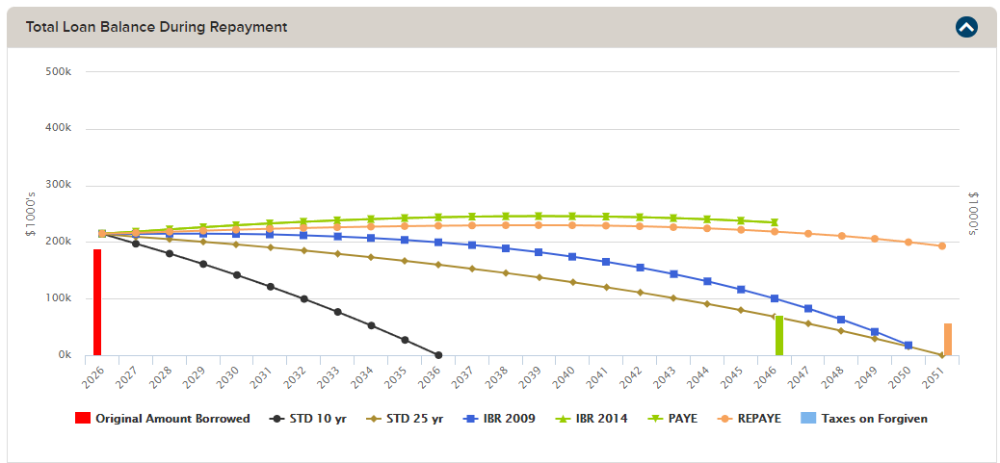 Total Loan Balance During Repayment
500k
400k
300k
200k
100k
0k
$ 1000's
$ 1000's
2026 2027 2028 2029 2030 2031 2032 2033 2034 2035 2036 2037 2038 2039 2040 2041 2042 2043 2044 2045 2046 2047 2048 2049 2050 2051
Original Amount Borrowed STD 10 yr STD 25 yr IBR 2009 IBR 2014 PAYE REPAYE Taxes on Forgiven